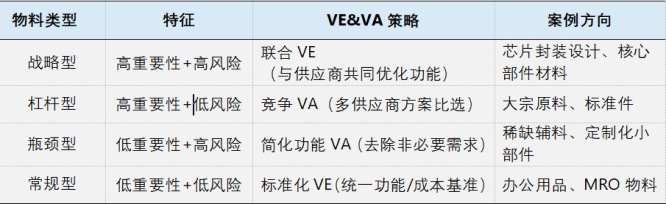 物料类型 特征 VE&VA 策略 案例方向
战略型 高重要性+高风险 联合 VE
（与供应商共同优化功能） 芯片封装设计、核心
部件材料
杠杆型 高重要性+低风险 竞争 VA（多供应商方案比选） 大宗原料、标准件
瓶颈型 低重要性+高风险 简化功能 VA（去除非必要需求） 稀缺辅料、定制化小
部件
常规型 低重要性+低风险 标准化 VE(统一功能/成本基准） 办公用品、MRO 物料